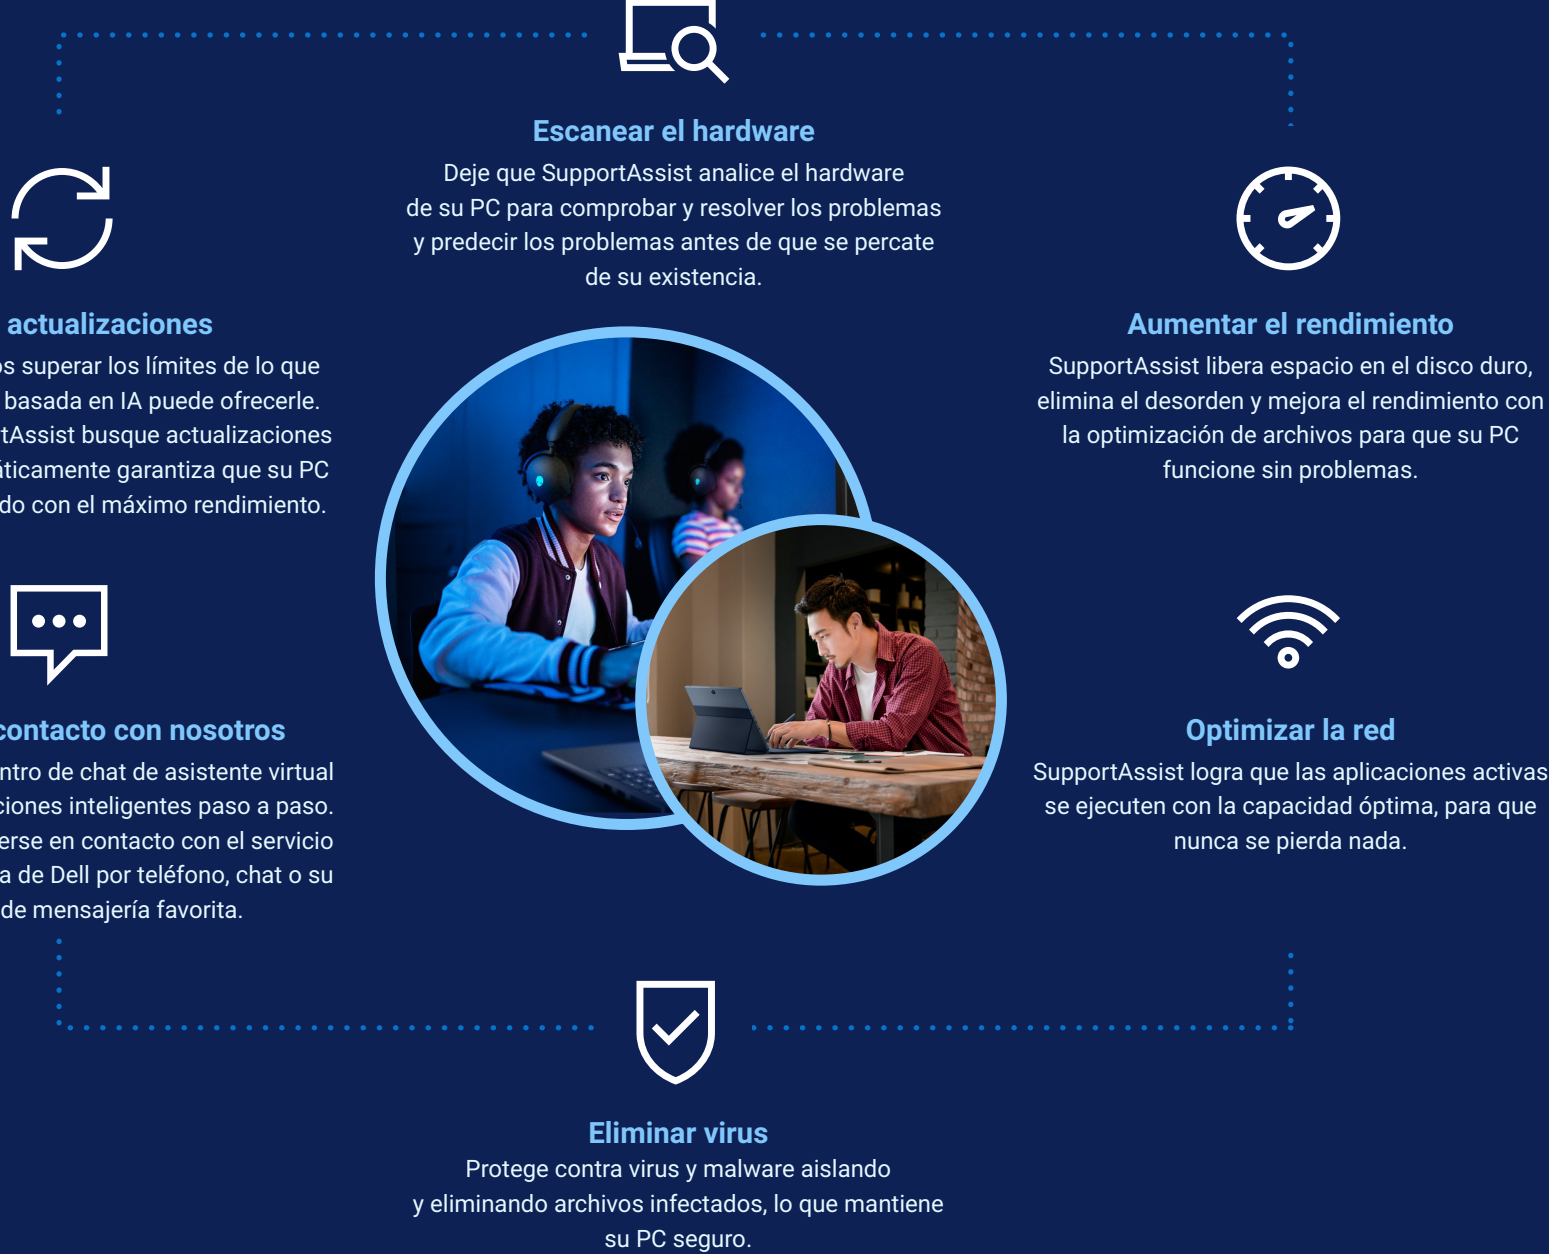 Escanear el hardware
Deje que SupportAssist analice el hardware
de su PC para comprobar y resolver los problemas
y predecir los problemas antes de que se percate
de su existencia.
actualizaciones
superar los límites de lo que
basada en IA puede ofrecerle.
busque actualizaciones
garantiza que su PC
con el máximo rendimiento.
Aumentar el rendimiento
SupportAssist libera espacio en el disco duro,
elimina el desorden y mejora el rendimiento con
la optimización de archivos para que su PC
funcione sin problemas.
contacto con nosotros
de chat de asistente virtual
inteligentes paso a paso.
en contacto con el servicio
de Dell por teléfono, chat o su
de mensajería favorita.
Optimizar la red
SupportAssist logra que las aplicaciones activas
se ejecuten con la capacidad óptima, para que
nunca se pierda nada.
Eliminar virus
Protege contra virus y malware aislando
y eliminando archivos infectados, lo que mantiene
su PC seguro.